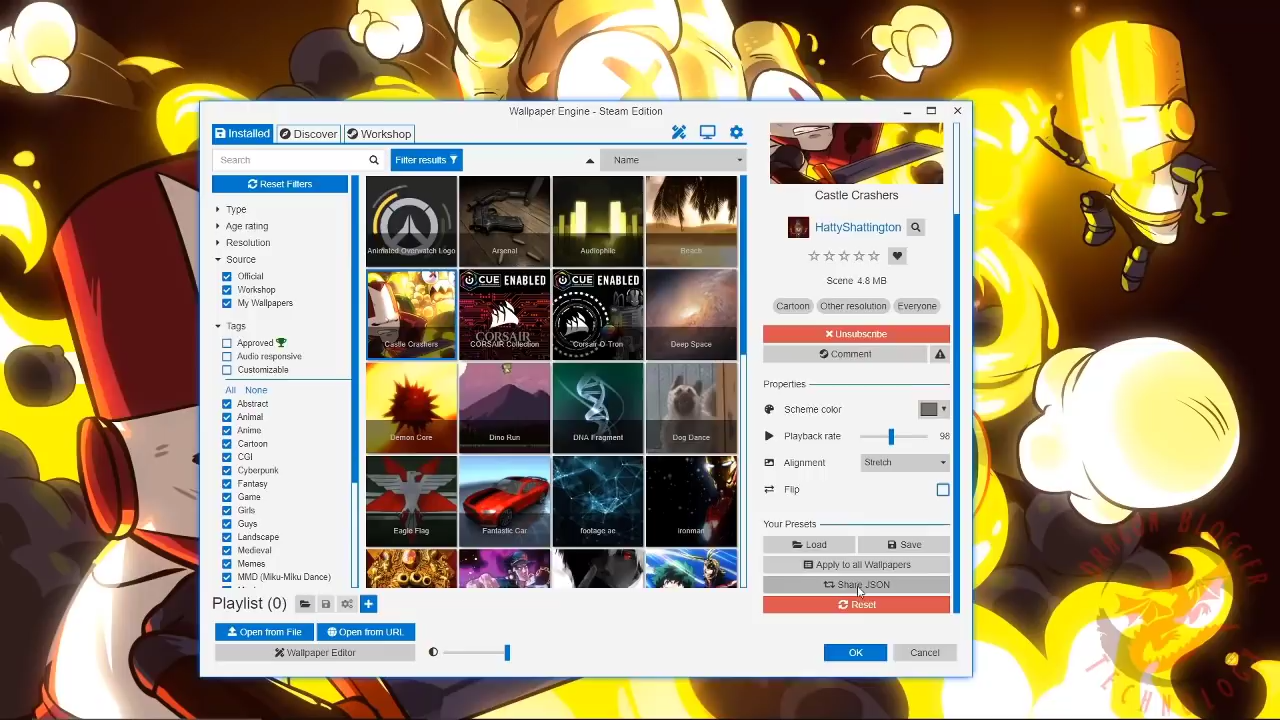 Wallpaper Engine - Steam Edition
Installed
Discover
Workshop
Search
Filter results
Name
Reset Filters
Type
Age rating
Resolution
Source
Official
Workshop
My Wallpapers
Tags
Approved
Audio responsive
Customizable
All None
Abstract
Animal
Anime
Cartoon
CGI
Cyberpunk
Fantasy
Game
Girls
Guys
Landscape
Medieval
Memes
MMD (Miku-Miku Dance)
Animated Overwatch Logo
Arsenal
Audiophile
Beach
Castle Crashers
CUE ENABLED
CORSAIR
CORSAIR Collection
CUE ENABLED
Corsair-O-Tron
Deep Space
Demon Core
Dino Run
DNA Fragment
Dog Dance
Eagle Flag
Fantastic Car
footage ae
ironman
Playlist (0)
Open from File
Open from URL
Wallpaper Editor
Castle Crashers
HattyShattington
Scene 4.8 MB
Cartoon
Other resolution
Everyone
Unsubscribe
Comment
Properties
Scheme color
Playback rate
98
Alignment
Stretch
Flip
Your Presets
Load
Save
Apply to all Wallpapers
Share JSON
Reset
OK
Cancel